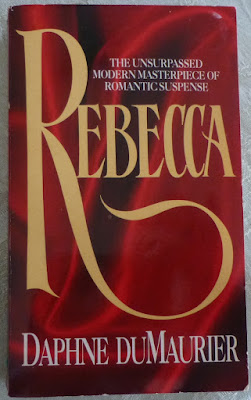 THE UNSURPASSED
MODERN MASTERPIECE OF
ROMANTIC SUSPENSE
REBECCA
DAPHNE DUMAURIER